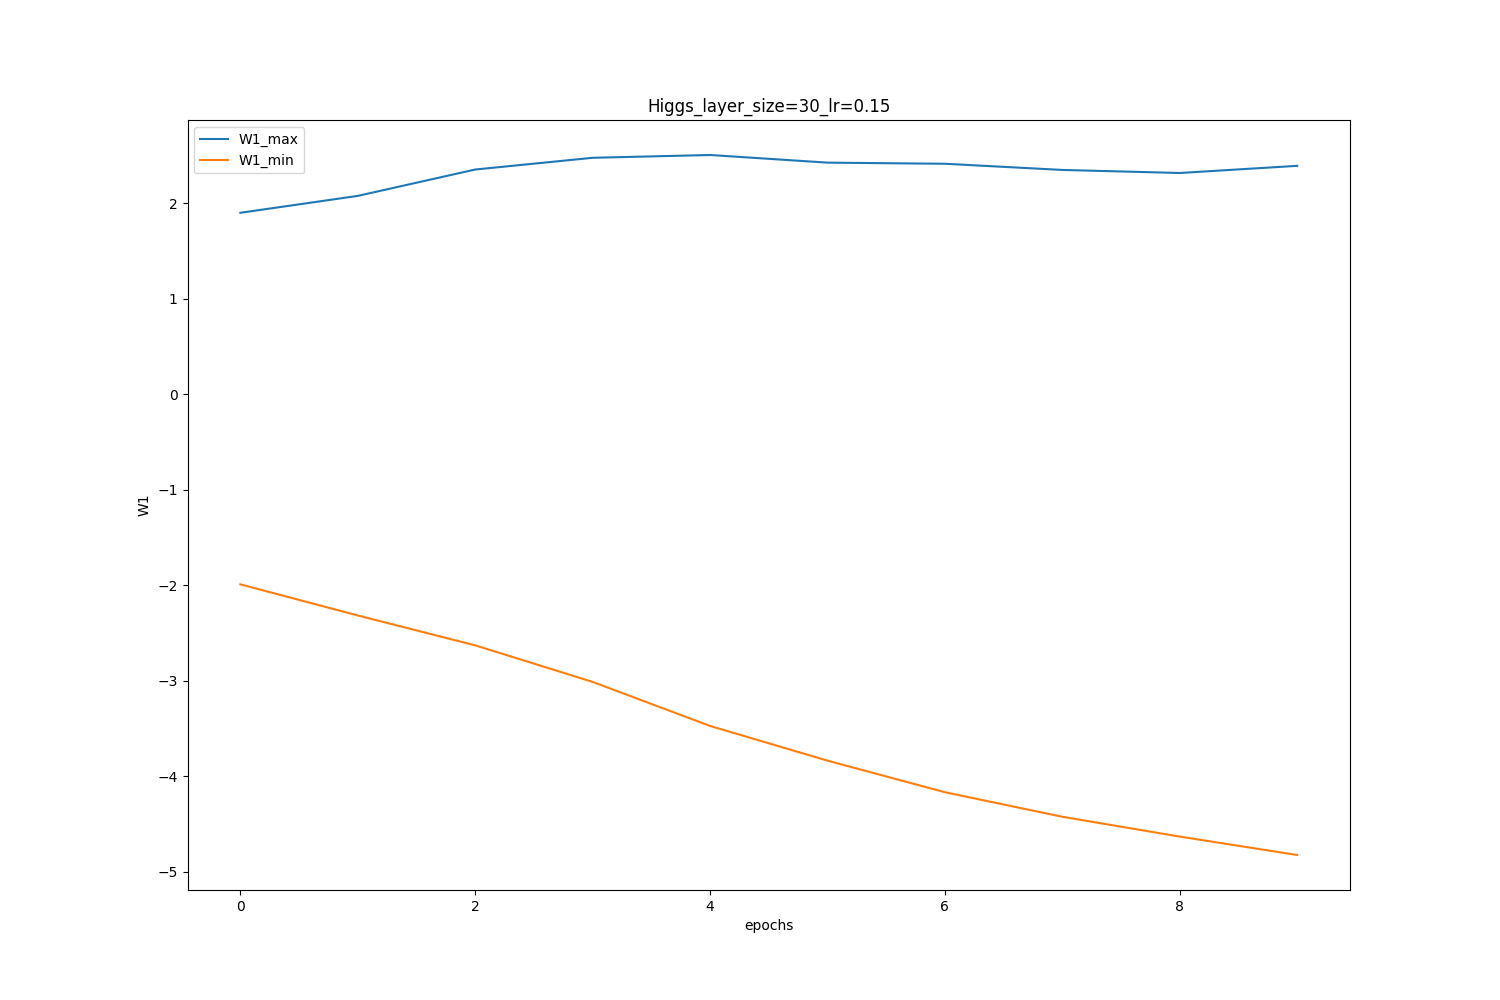 Higgs_layer_size=30_lr=0.15
W1_max
W1_min
2
1
0
−1
−2
−3
−4
−5
W1
0 2 4 6 8
epochs